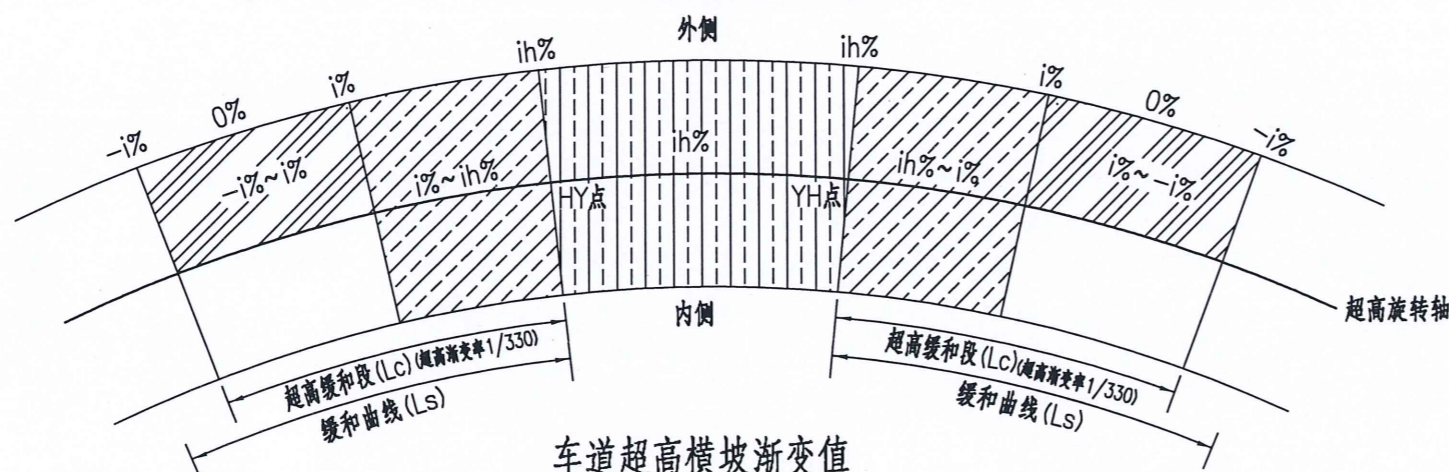 外侧
-i%
0%
i%
ih%
ih%
i%
0%
-i%
-i%~i%
i%~ih%
ih%
ih%~i%
i%~-i%
HY点
YH点
超高旋转轴
内侧
超高缓和段(Lc)(超高渐变率1/330)
缓和曲线(Ls)
超高缓和段(Lc)(超高渐变率1/330)
缓和曲线(Ls)
车道超高横坡渐变值